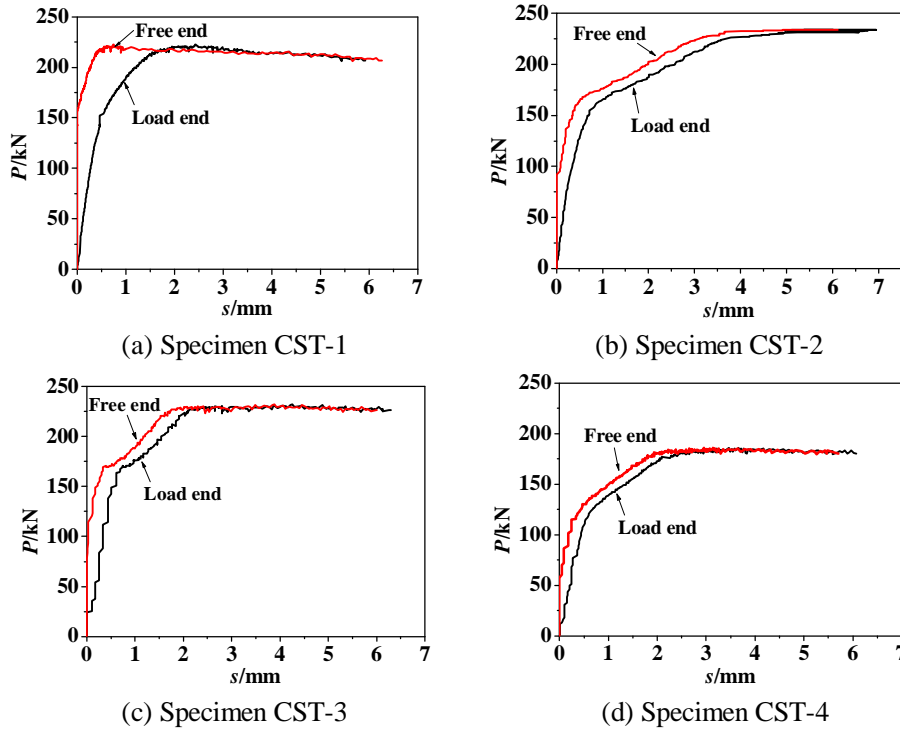 250
200
150
100
50
0
P/kN
Free end
Load end
0 1 2 3 4 5 6 7
s/mm
(a) Specimen CST-1
250
200
150
100
50
0
P/kN
Free end
Load end
0 1 2 3 4 5 6 7
s/mm
(b) Specimen CST-2
250
200
150
100
50
0
P/kN
Free end
Load end
0 1 2 3 4 5 6 7
s/mm
(c) Specimen CST-3
250
200
150
100
50
0
P/kN
Free end
Load end
0 1 2 3 4 5 6 7
s/mm
(d) Specimen CST-4